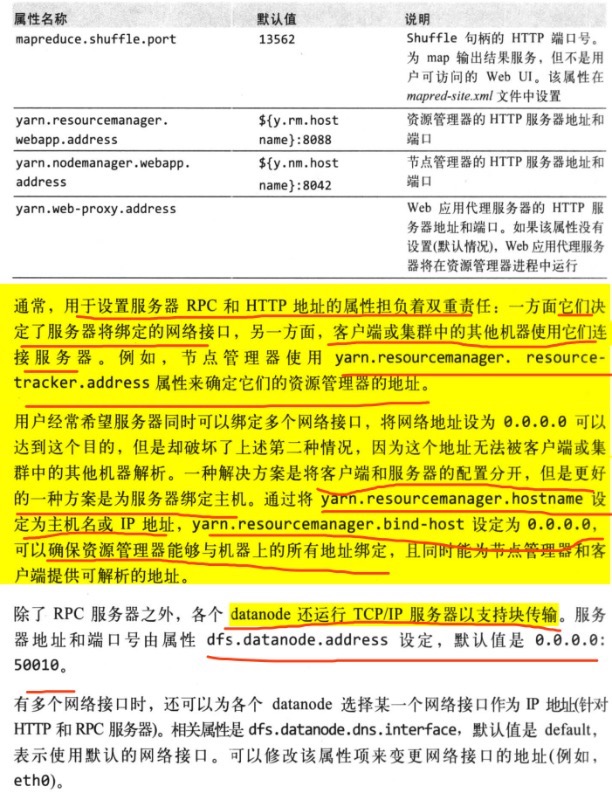 属性名称 默认值 说明
mapreduce.shuffle.port 13562 Shuffle 句柄的 HTTP 端口号。
为 map 输出结果服务，但不是用
户可访问的 Web UI。该属性在
mapred-site.xml 文件中设置
yarn.resourcemanager. ${y.rm.host 资源管理器的 HTTP 服务器地址和
webapp.address name}:8088 端口
yarn.nodemanager.webapp. ${y.nm.host 节点管理器的 HTTP 服务器地址和
address name}:8042 端口
yarn.web-proxy.address Web 应用代理服务器的 HTTP 服
务器地址和端口。如果该属性没有
设置(默认情况)，Web 应用代理服务
器将在资源管理器进程中运行
通常，用于设置服务器 RPC 和 HTTP 地址的属性担负着双重责任：一方面它们决
定了服务器将绑定的网络接口，另一方面，客户端或集群中的其他机器使用它们连
接服务器。例如，节点管理器使用 yarn.resourcemanager. resource-
tracker.address 属性来确定它们的资源管理器的地址。
用户经常希望服务器同时可以绑定多个网络接口，将网络地址设为 0.0.0.0 可以
达到这个目的，但是却破坏了上述第二种情况，因为这个地址无法被客户端或集
群中的其他机器解析。一种解决方案是将客户端和服务器的配置分开，但是更好
的一种方案是为服务器绑定主机。通过将 yarn.resourcemanager.hostname 设
定为主机名或 IP 地址，yarn.resourcemanager.bind-host 设定为 0.0.0.0，
可以确保资源管理器能够与机器上的所有地址绑定，且同时能为节点管理器和客
户端提供可解析的地址。
除了 RPC 服务器之外，各个 datanode 还运行 TCP/IP 服务器以支持块传输。服务
器地址和端口号由属性 dfs.datanode.address 设定，默认值是 0.0.0.0:
50010。
有多个网络接口时，还可以为各个 datanode 选择某一个网络接口作为 IP 地址(针对
HTTP 和 RPC 服务器)。相关属性是 dfs.datanode.dns.interface，默认值是 default，
表示使用默认的网络接口。可以修改该属性项来变更网络接口的地址(例如，
eth0)。